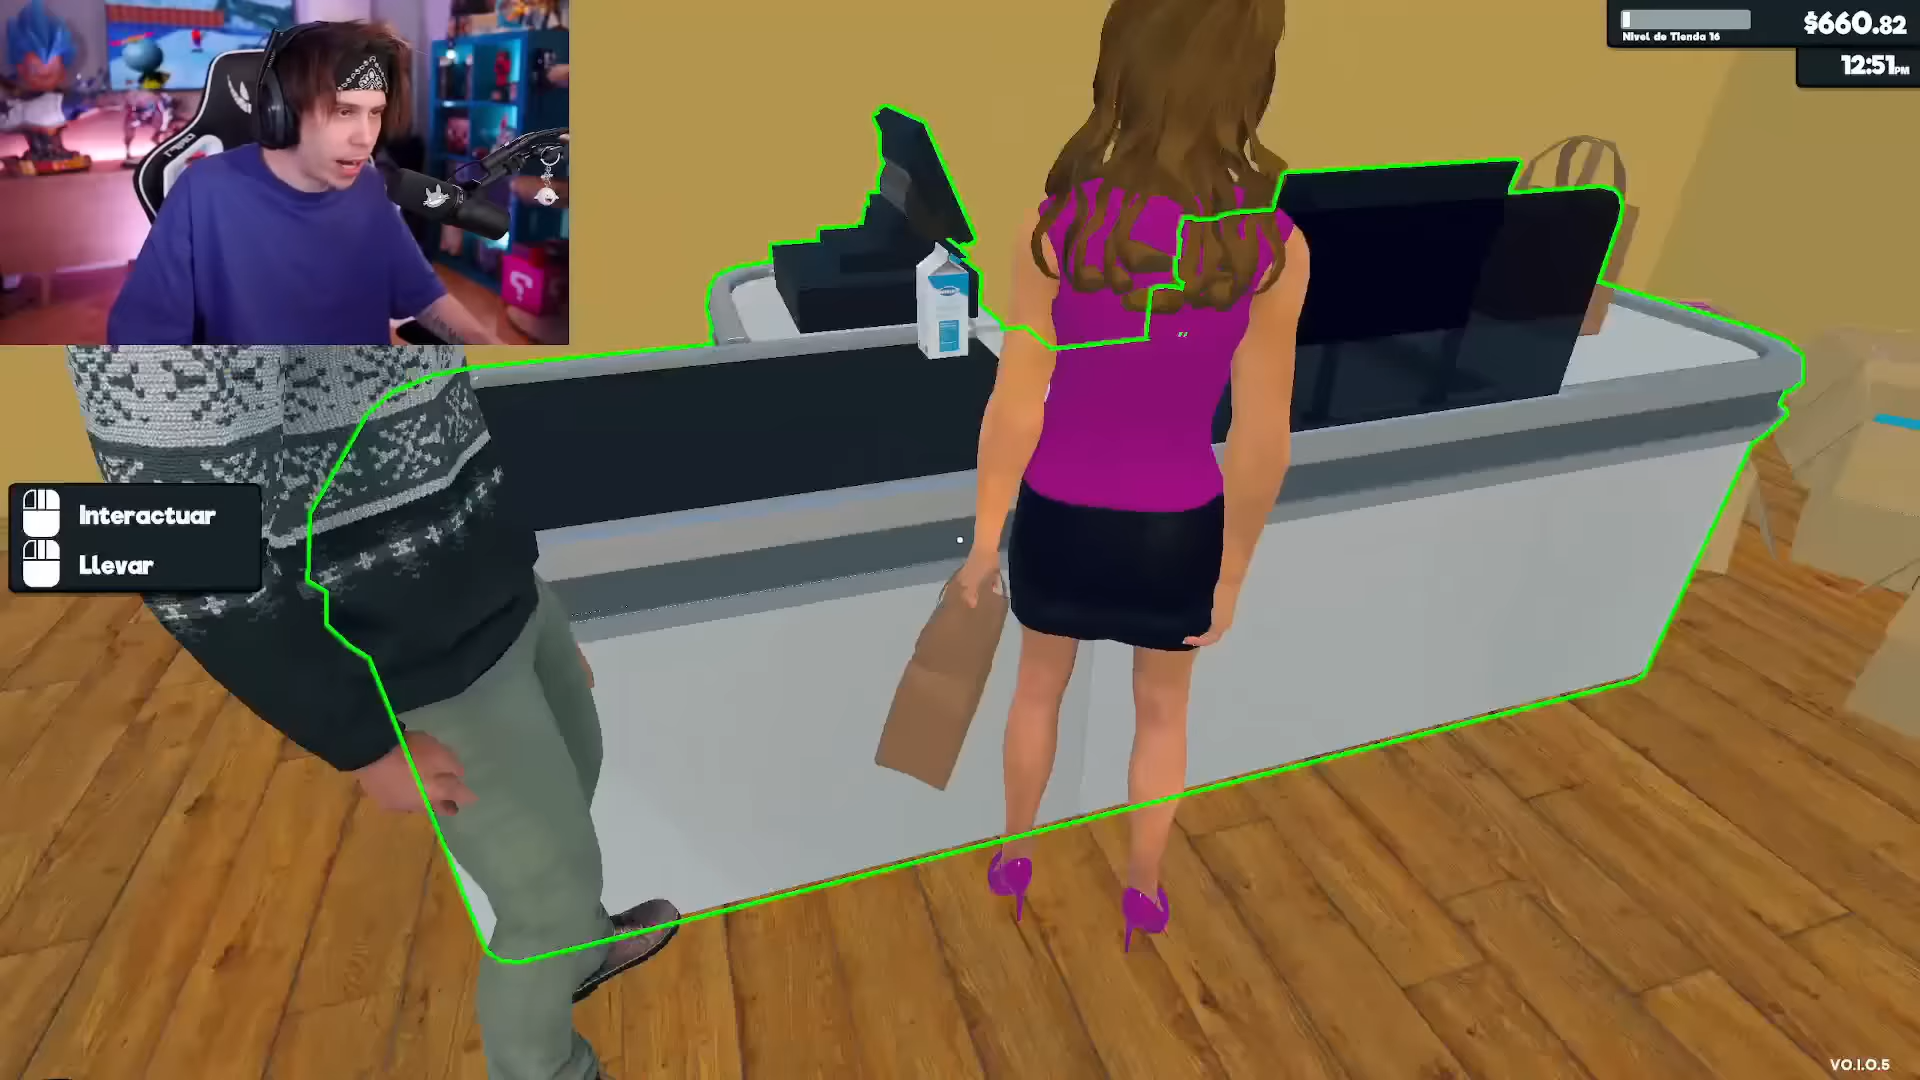 $660.82
Nivel de Tienda 16
12:51PM
Interactuar
Llevar
V0.1.0.5